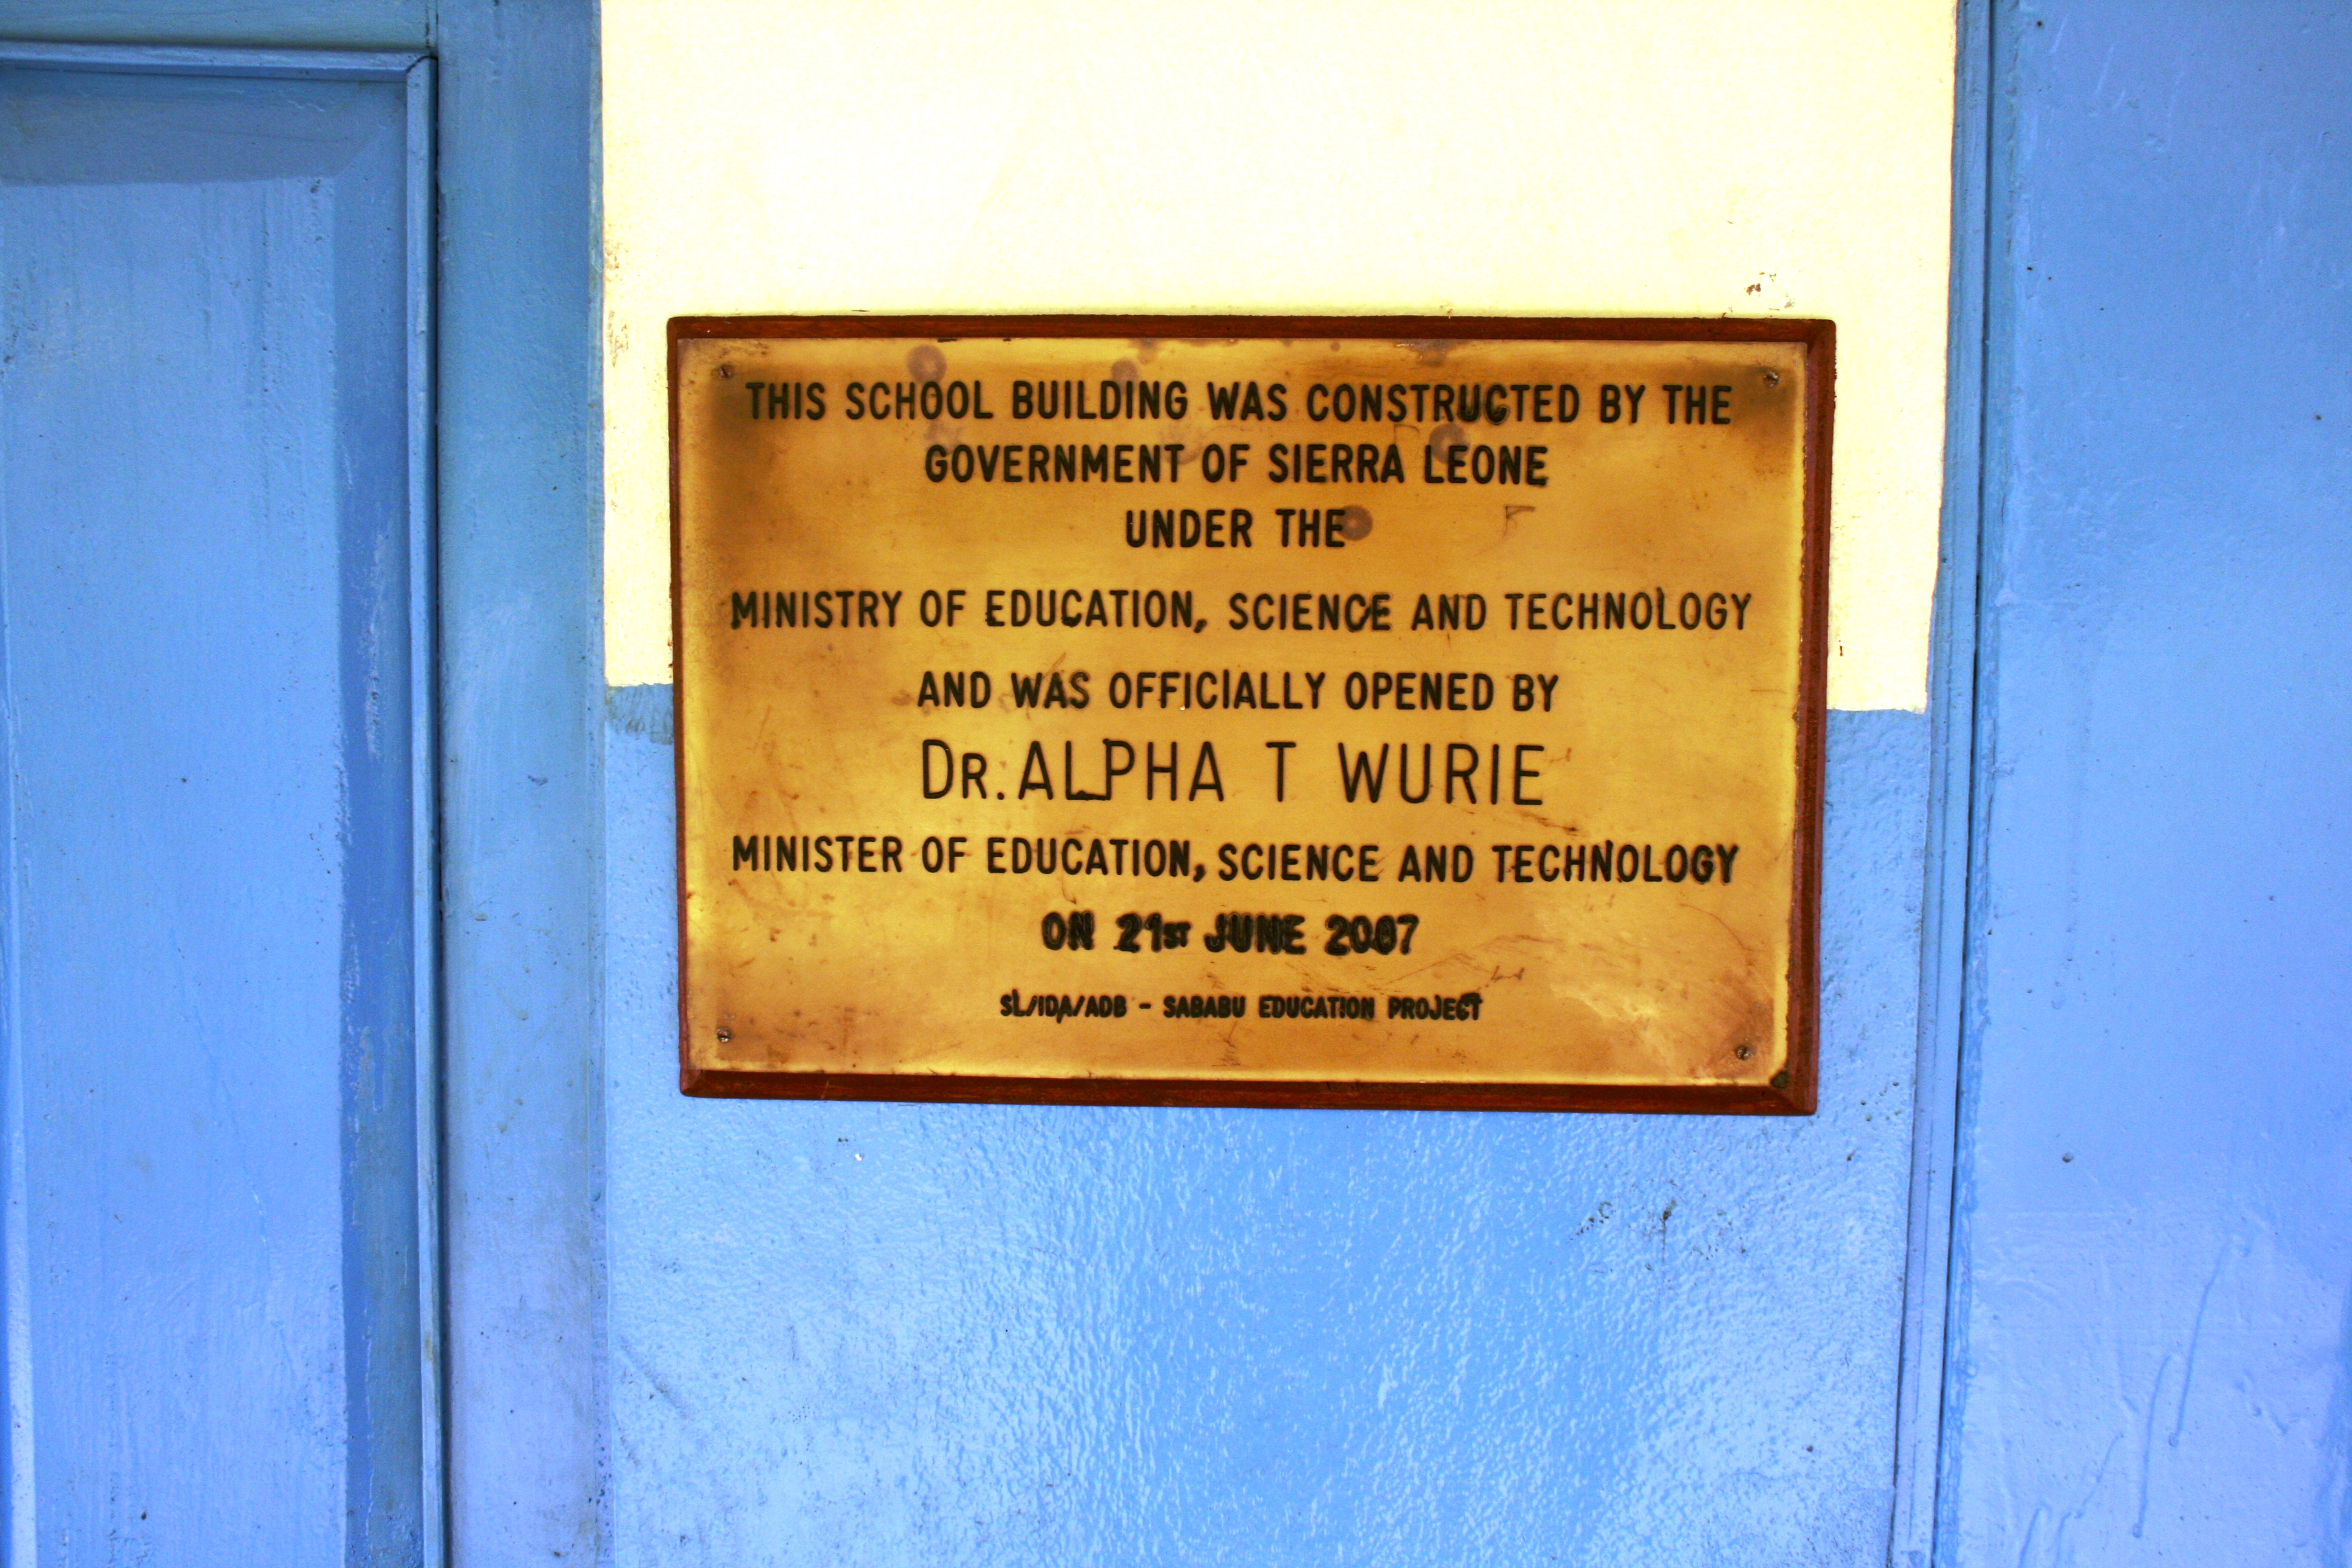 THIS SCHOOL BUILDING WAS CONSTRUCTED BY THE
GOVERNMENT OF SIERRA LEONE
UNDER THE
MINISTRY OF EDUCATION, SCIENCE AND TECHNOLOGY
AND WAS OFFICIALLY OPENED BY
DR. ALPHA T WURIE
MINISTER OF EDUCATION, SCIENCE AND TECHNOLOGY
ON 21ST JUNE 2007
SL/IDA/ADB - SABABU EDUCATION PROJECT